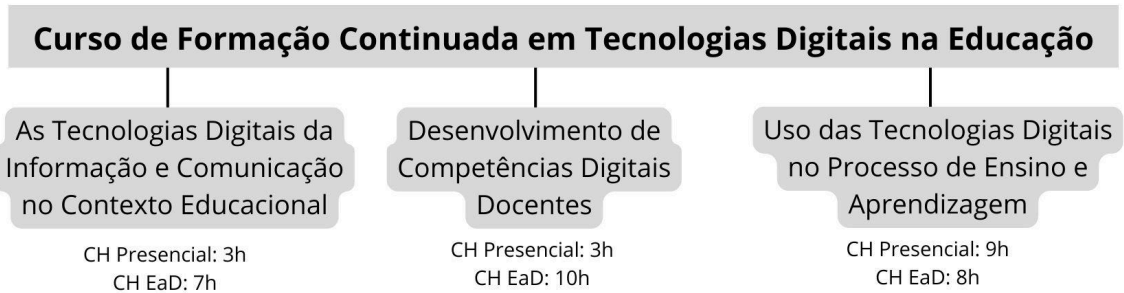 Curso de Formação Continuada em Tecnologias Digitais na Educação
As Tecnologias Digitais da
Informação e Comunicação
no Contexto Educacional
CH Presencial: 3h
CH EaD: 7h
Desenvolvimento de
Competências Digitais
Docentes
CH Presencial: 3h
CH EaD: 10h
Uso das Tecnologias Digitais
no Processo de Ensino e
Aprendizagem
CH Presencial: 9h
CH EaD: 8h